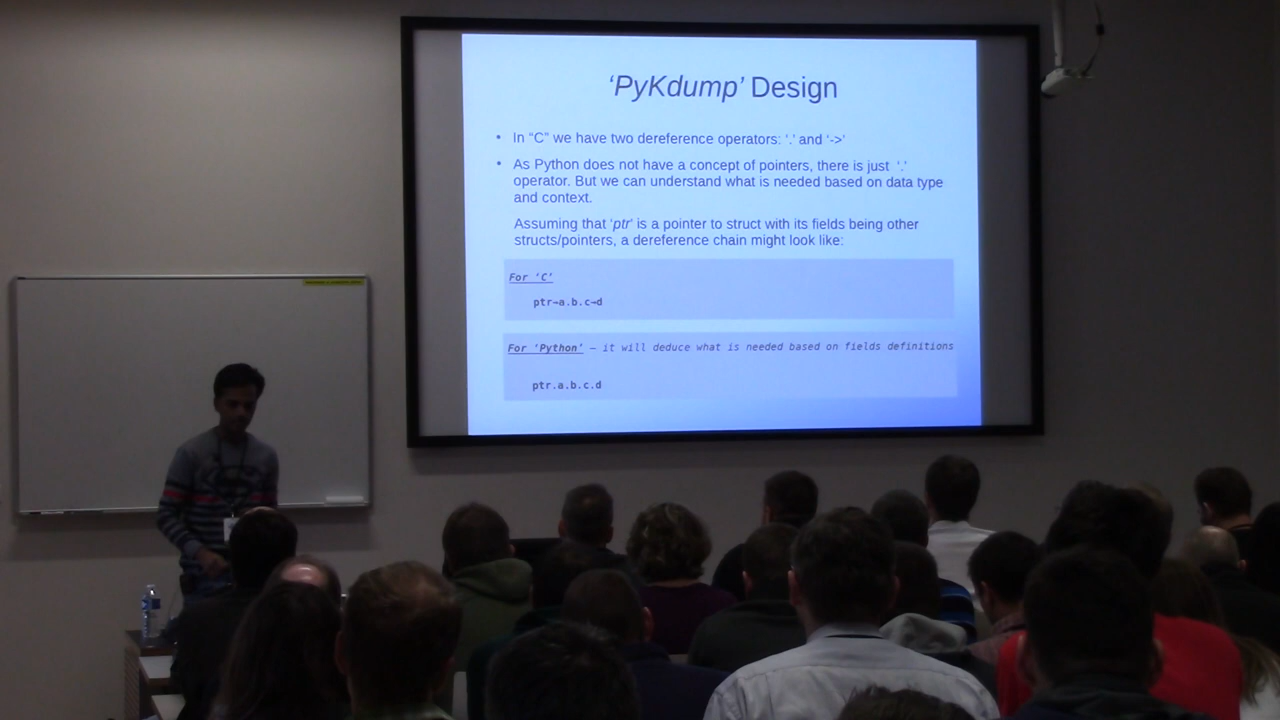 ‘PyKdump’ Design
• In “C” we have two dereference operators: ‘.’ and ‘->’
• As Python does not have a concept of pointers, there is just ‘.’
operator. But we can understand what is needed based on data type
and context.
Assuming that ‘ptr’ is a pointer to struct with its fields being other
structs/pointers, a dereference chain might look like:
For ‘C’
ptr→a.b.c→d
For ‘Python’ – it will deduce what is needed based on fields definitions
ptr.a.b.c.d